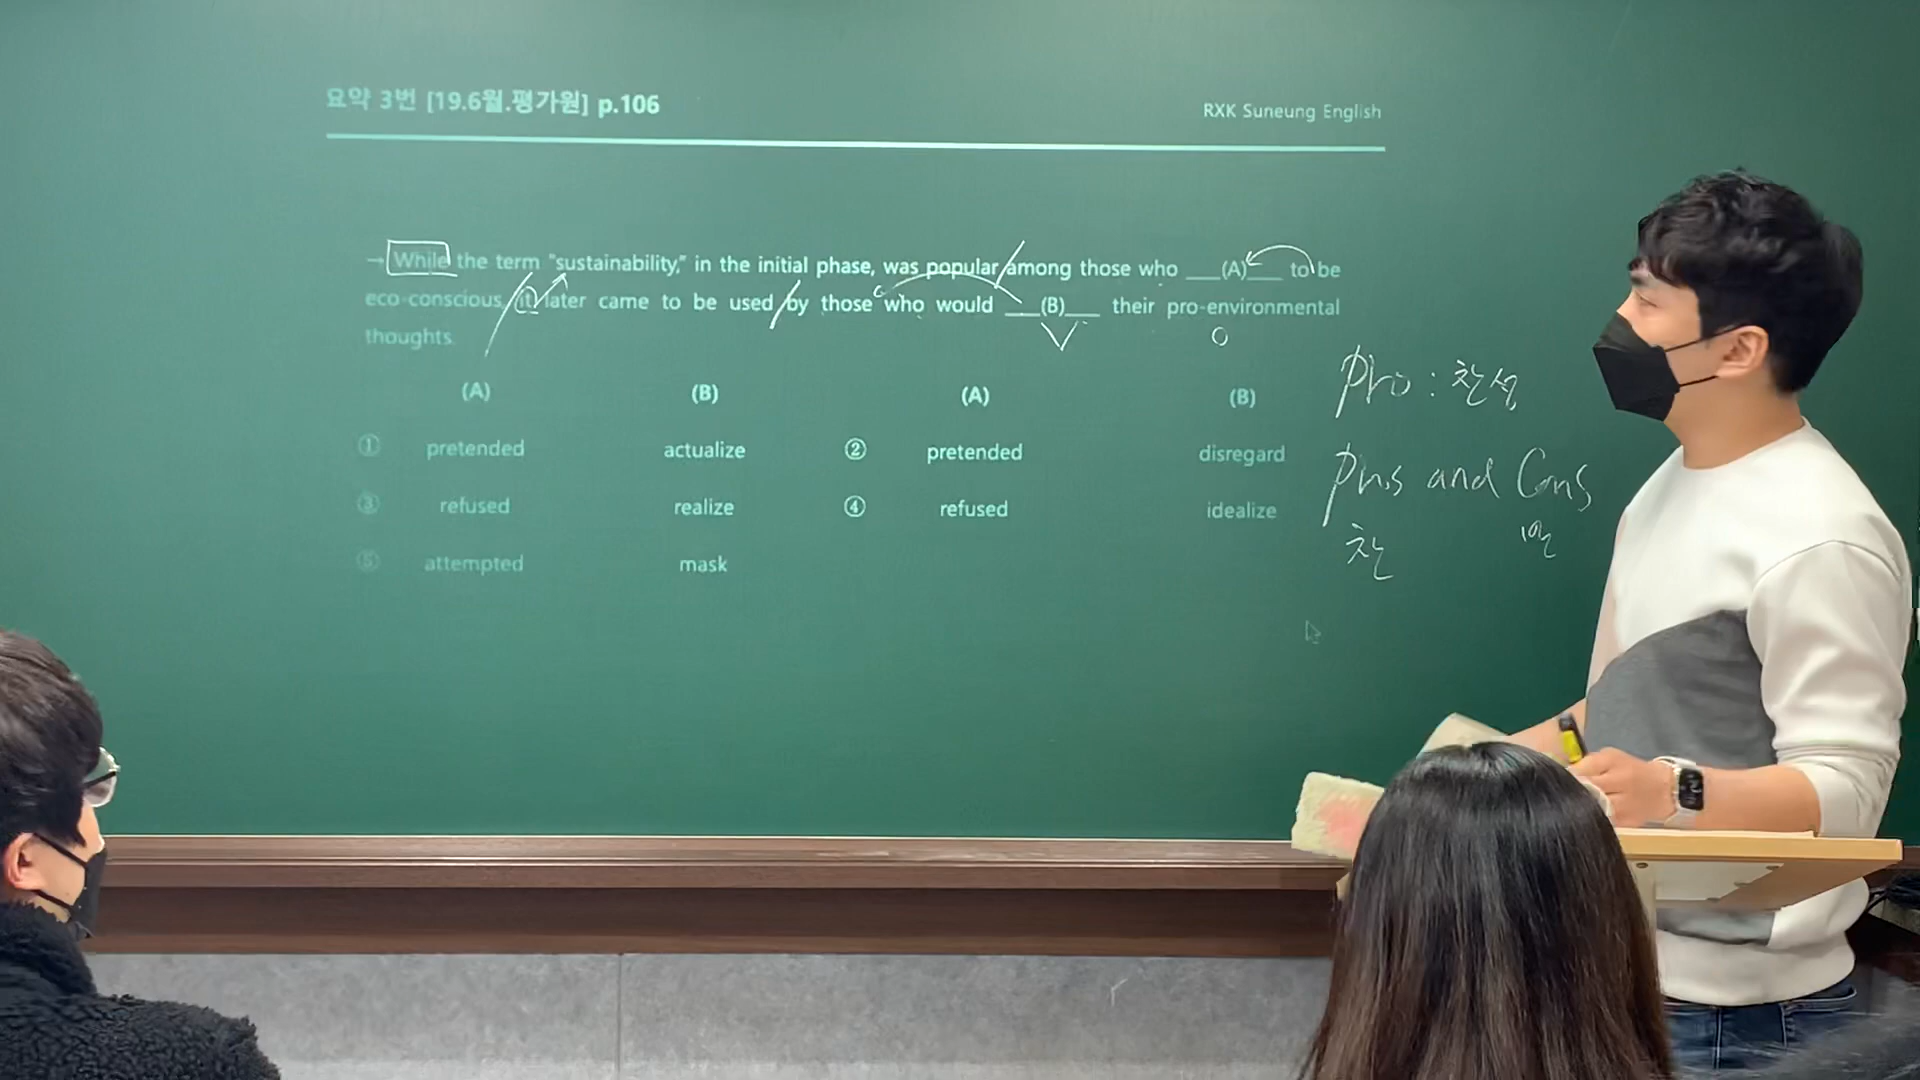 요약 3번 [19.6월.평가원] p.106
RXK Suneung English
→ While the term "sustainability," in the initial phase, was popular among those who ___(A)___ to be
eco-conscious, it later came to be used by those who would ___(B)___ their pro-environmental
thoughts.
(A) (B) (A) (B)
① pretended actualize ② pretended disregard
③ refused realize ④ refused idealize
⑤ attempted mask
pro : 찬성
pros and Cons
찬